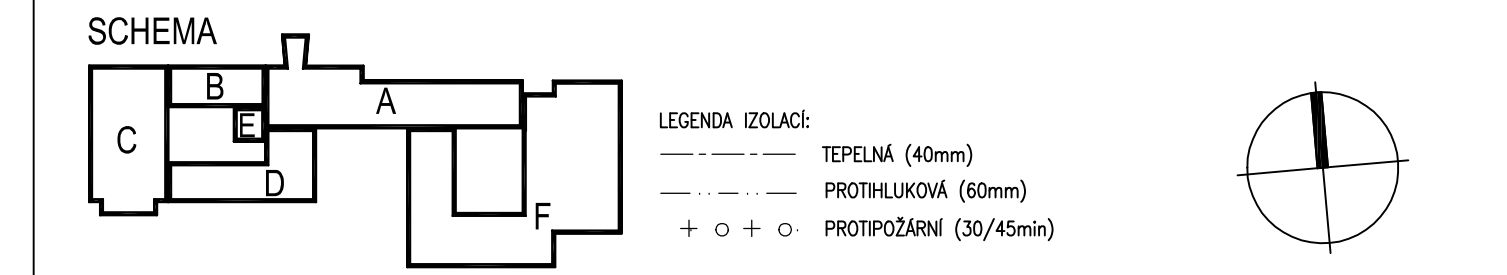 SCHEMA
B
A
E
C
D
F
LEGENDA IZOLACÍ:
TEPELNÁ (40mm)
PROTIHLUKOVÁ (60mm)
PROTIPOŽÁRNÍ (30/45min)